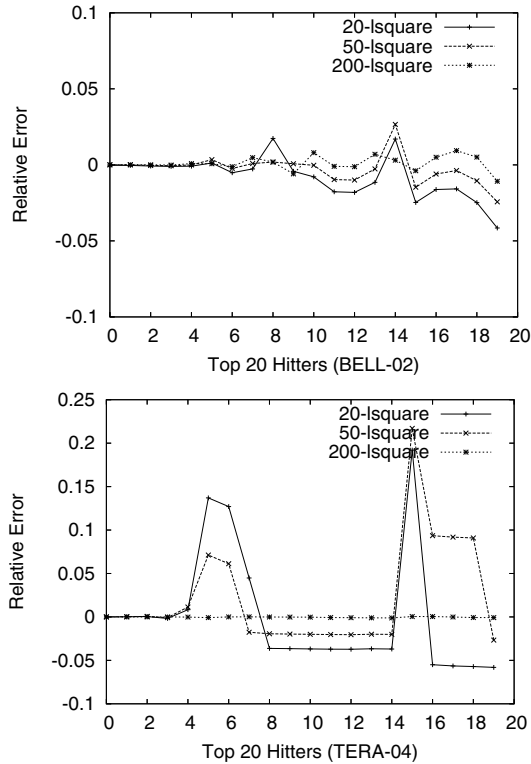 0.1
0.05
0
-0.05
-0.1
Relative Error
20-lsquare
50-lsquare
200-lsquare
0 2 4 6 8 10 12 14 16 18 20
Top 20 Hitters (BELL-02)
0.25
0.2
0.15
0.1
0.05
0
-0.05
-0.1
Relative Error
20-lsquare
50-lsquare
200-lsquare
0 2 4 6 8 10 12 14 16 18 20
Top 20 Hitters (TERA-04)